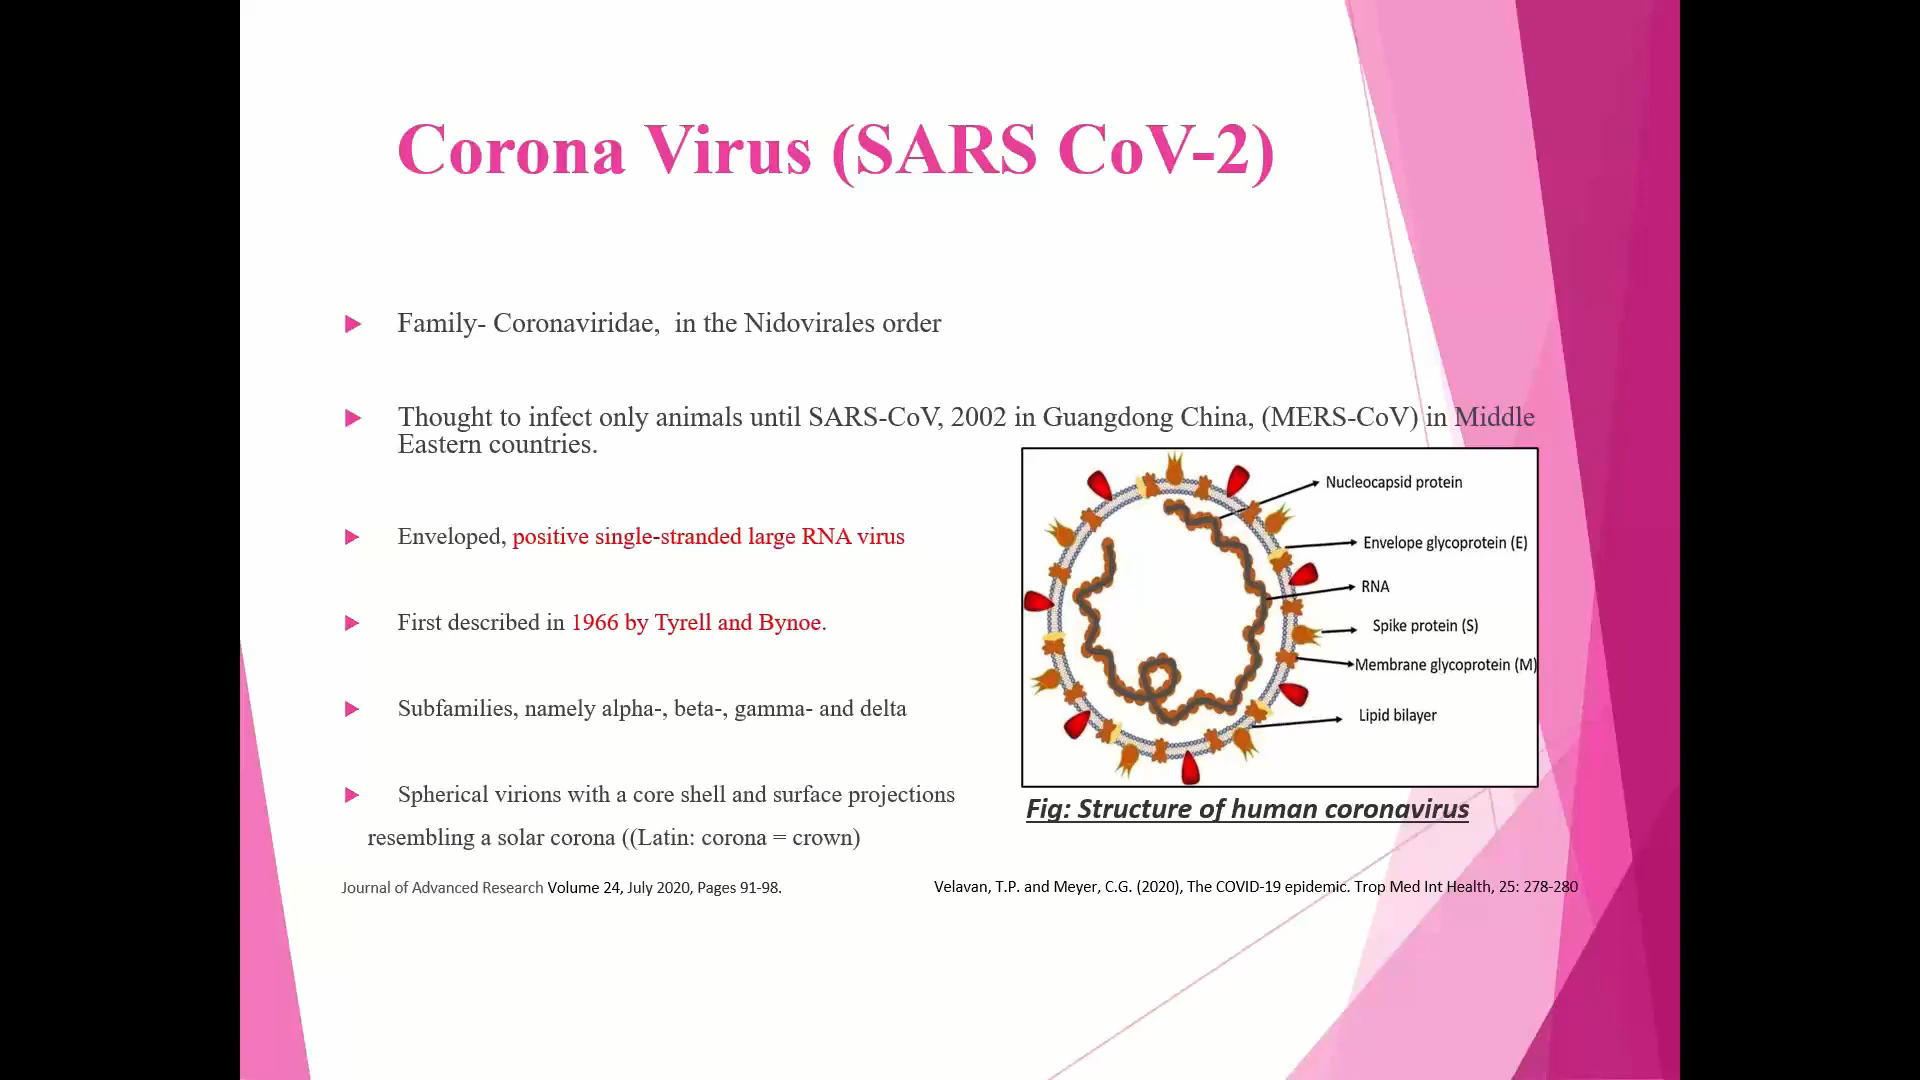 Corona Virus (SARS CoV-2)
Family- Coronaviridae, in the Nidovirales order
Thought to infect only animals until SARS-CoV, 2002 in Guangdong China, (MERS-CoV) in Middle
Eastern countries.
Enveloped, positive single-stranded large RNA virus
First described in 1966 by Tyrell and Bynoe.
Subfamilies, namely alpha-, beta-, gamma- and delta
Spherical virions with a core shell and surface projections
resembling a solar corona ((Latin: corona = crown)
Nucleocapsid protein
Envelope glycoprotein (E)
RNA
Spike protein (S)
Membrane glycoprotein (M)
Lipid bilayer
Fig: Structure of human coronavirus
Journal of Advanced Research Volume 24, July 2020, Pages 91-98.
Velavan, T.P. and Meyer, C.G. (2020), The COVID-19 epidemic. Trop Med Int Health, 25: 278-280